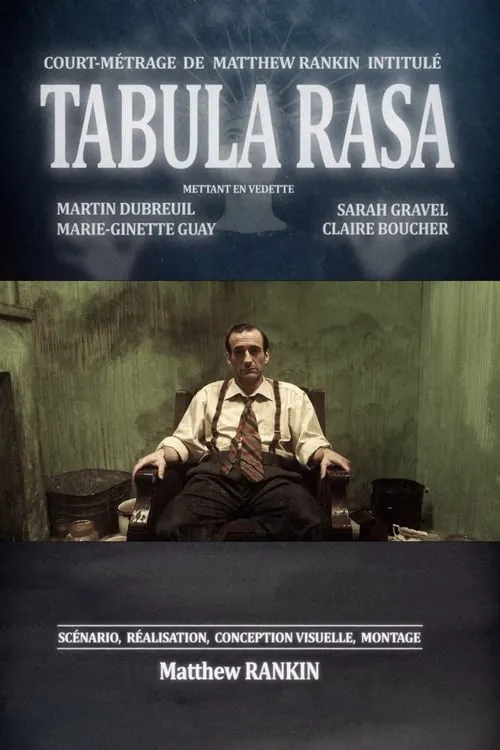 COURT-MÉTRAGE DE MATTHEW RANKIN INTITULÉ
TABULA RASA
METTANT EN VEDETTE
MARTIN DUBREUIL
MARIE-GINETTE GUAY
SARAH GRAVEL
CLAIRE BOUCHER
SCÉNARIO, RÉALISATION, CONCEPTION VISUELLE, MONTAGE
Matthew RANKIN